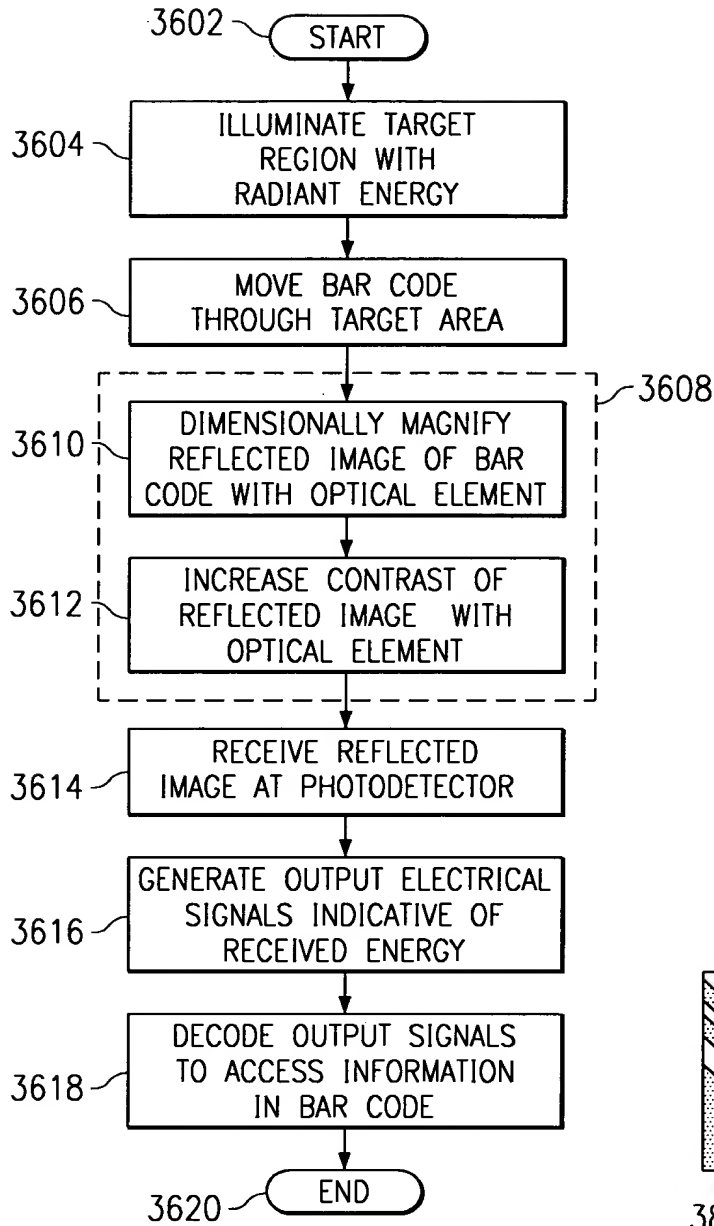 3602 START
3604 ILLUMINATE TARGET
REGION WITH
RADIANT ENERGY
3606 MOVE BAR CODE
THROUGH TARGET AREA
3608
3610 DIMENSIONALLY MAGNIFY
REFLECTED IMAGE OF BAR
CODE WITH OPTICAL ELEMENT
3612 INCREASE CONTRAST OF
REFLECTED IMAGE WITH
OPTICAL ELEMENT
3614 RECEIVE REFLECTED
IMAGE AT PHOTODETECTOR
3616 GENERATE OUTPUT ELECTRICAL
SIGNALS INDICATIVE OF
RECEIVED ENERGY
3618 DECODE OUTPUT SIGNALS
TO ACCESS INFORMATION
IN BAR CODE
3620 END